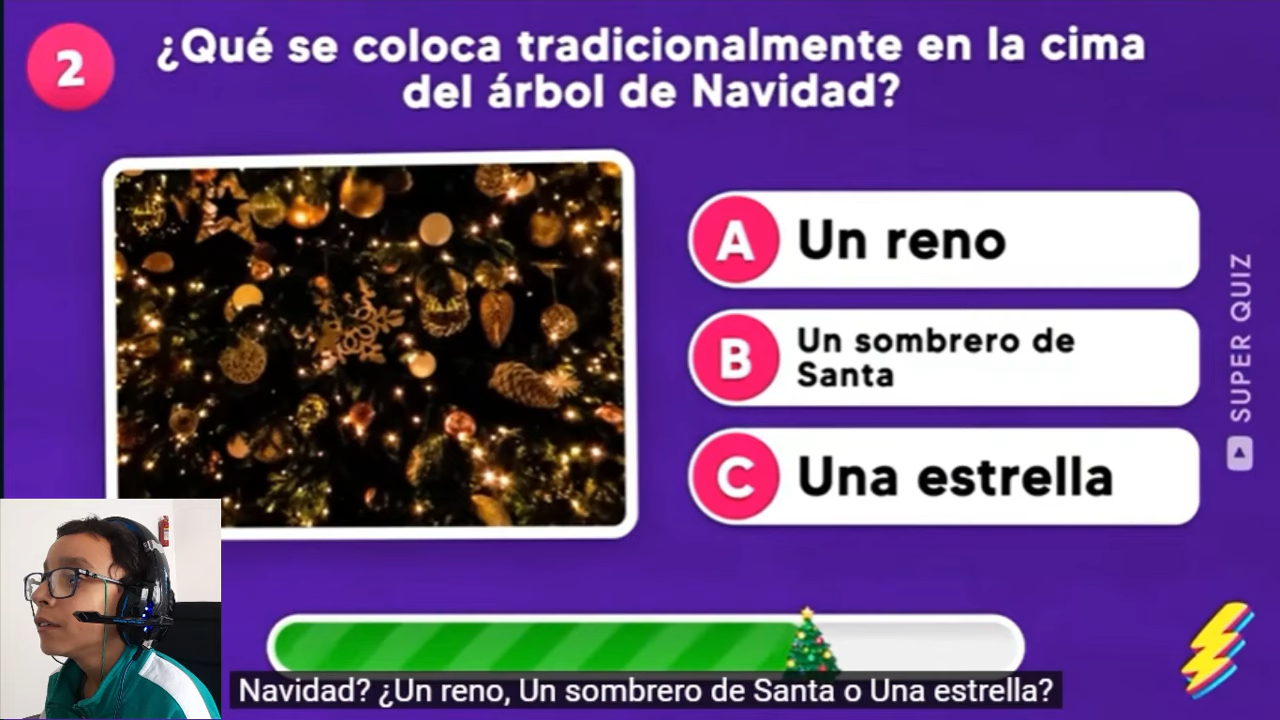 2
¿Qué se coloca tradicionalmente en la cima
del árbol de Navidad?
A Un reno
B Un sombrero de
Santa
C Una estrella
SUPER QUIZ
Navidad? ¿Un reno, Un sombrero de Santa o Una estrella?